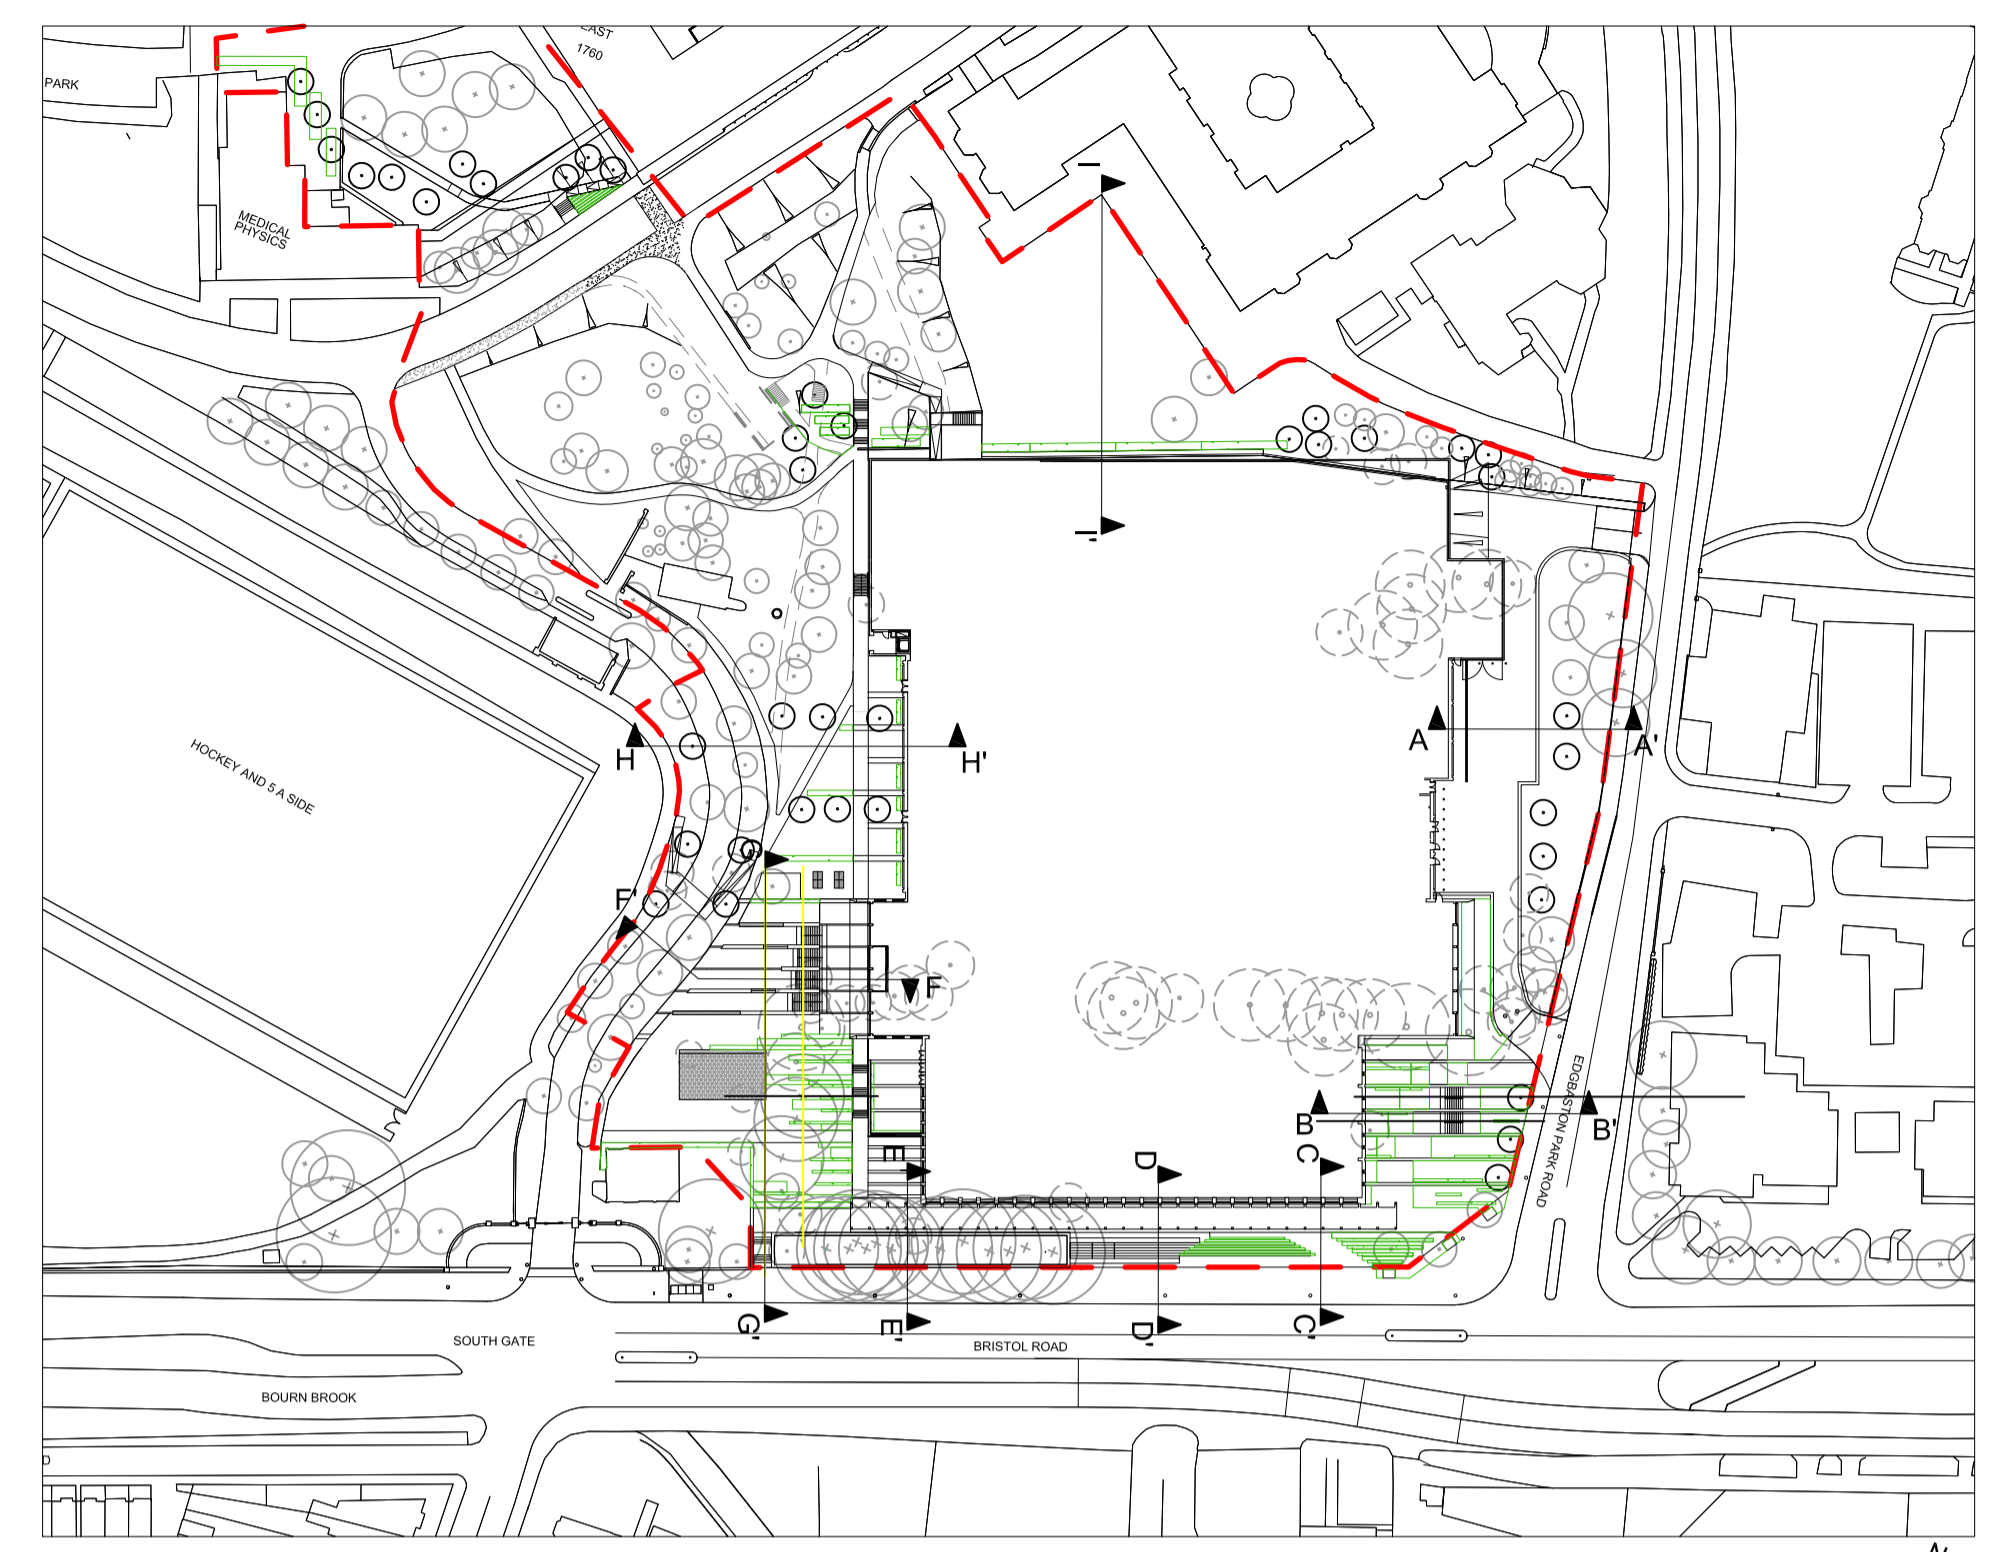 EAST
1760
PARK
MEDICAL
PHYSICS
I
I'
HOCKEY AND 5 A SIDE
H
H'
A
A'
G
F'
F
B
B'
E
D
C
EDGBASTON PARK ROAD
G'
E'
D'
C'
SOUTH GATE
BRISTOL ROAD
BOURN BROOK